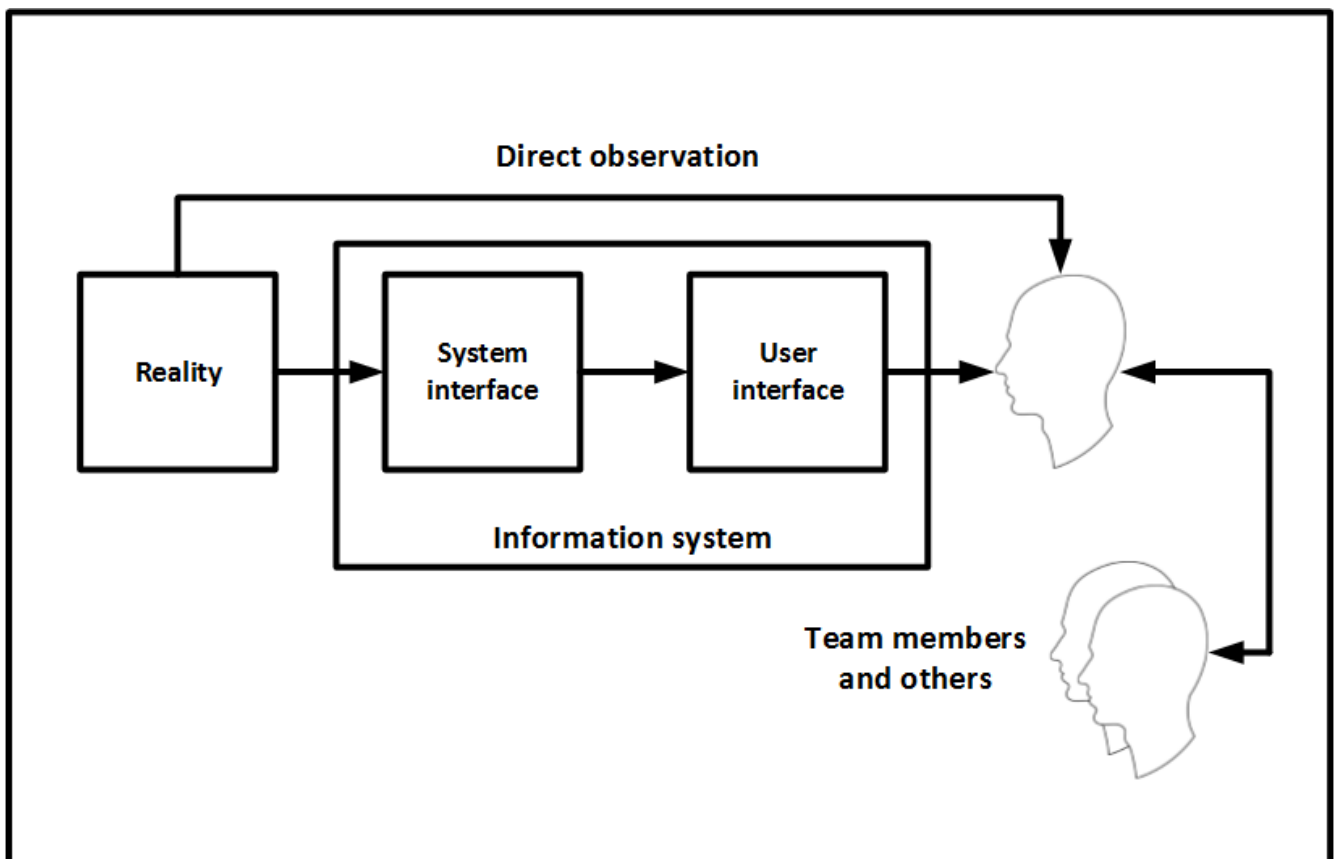 Direct observation
Reality
System
interface
User
interface
Information system
Team members
and others